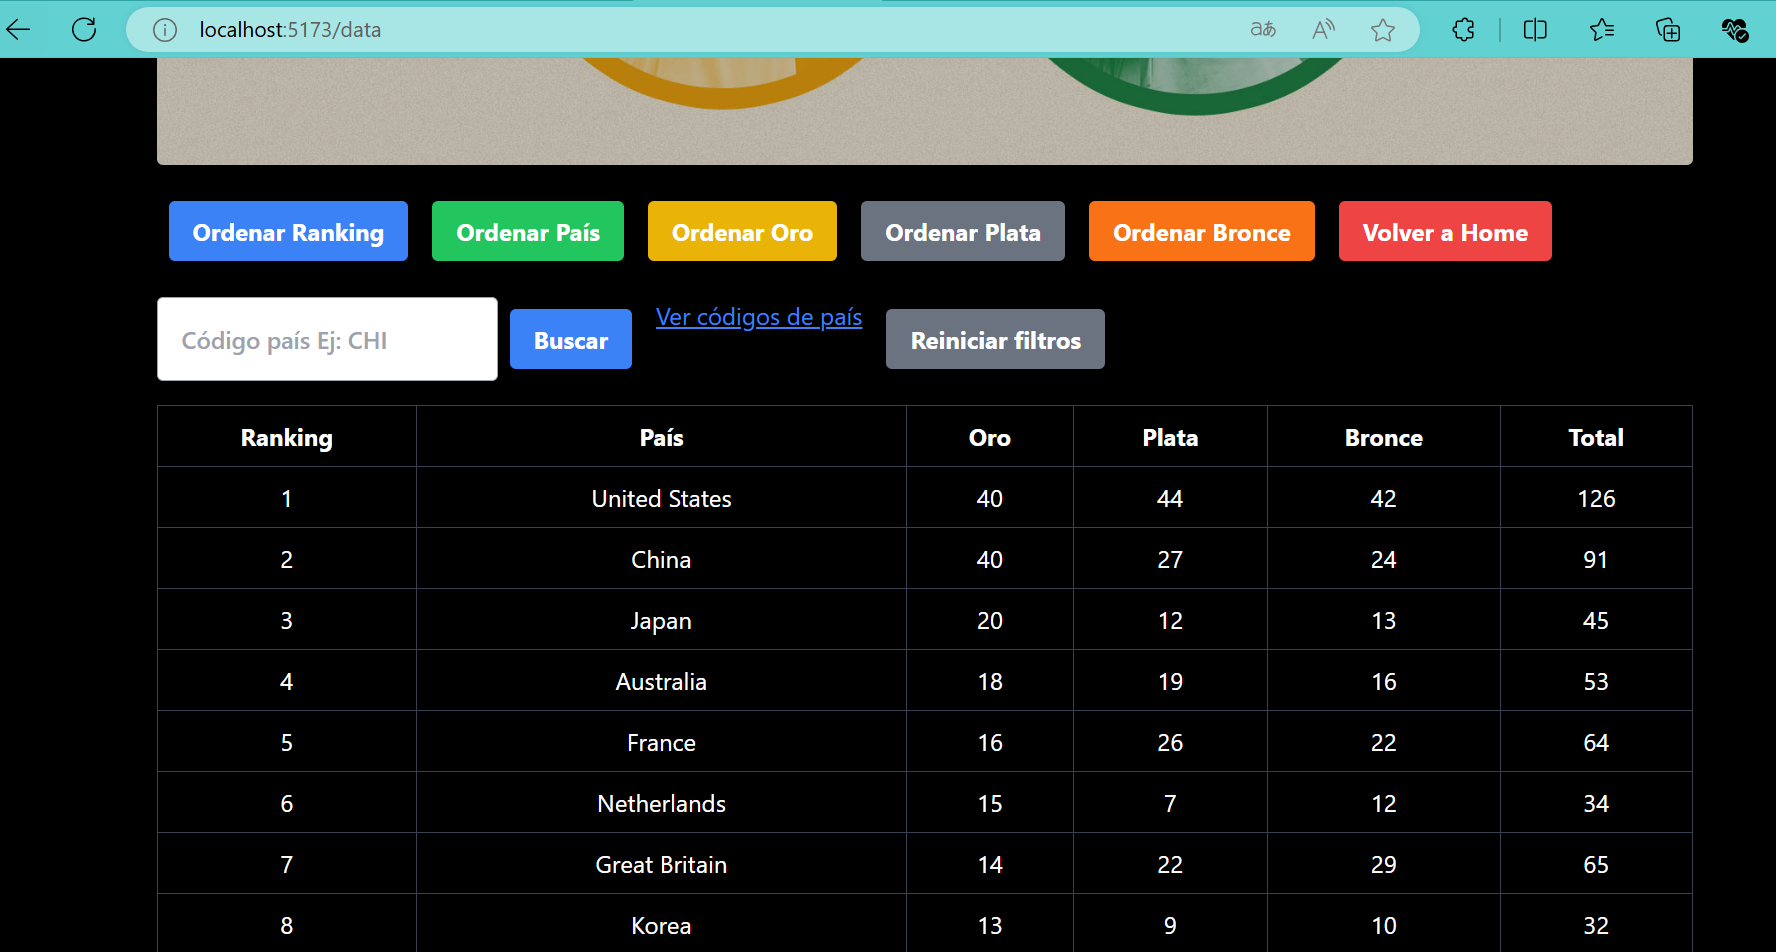 localhost:5173/data
aあ
A
Ordenar Ranking Ordenar País Ordenar Oro Ordenar Plata Ordenar Bronce Volver a Home
Código país Ej: CHI Buscar Ver códigos de país Reiniciar filtros
Ranking País Oro Plata Bronce Total
1 United States 40 44 42 126
2 China 40 27 24 91
3 Japan 20 12 13 45
4 Australia 18 19 16 53
5 France 16 26 22 64
6 Netherlands 15 7 12 34
7 Great Britain 14 22 29 65
8 Korea 13 9 10 32